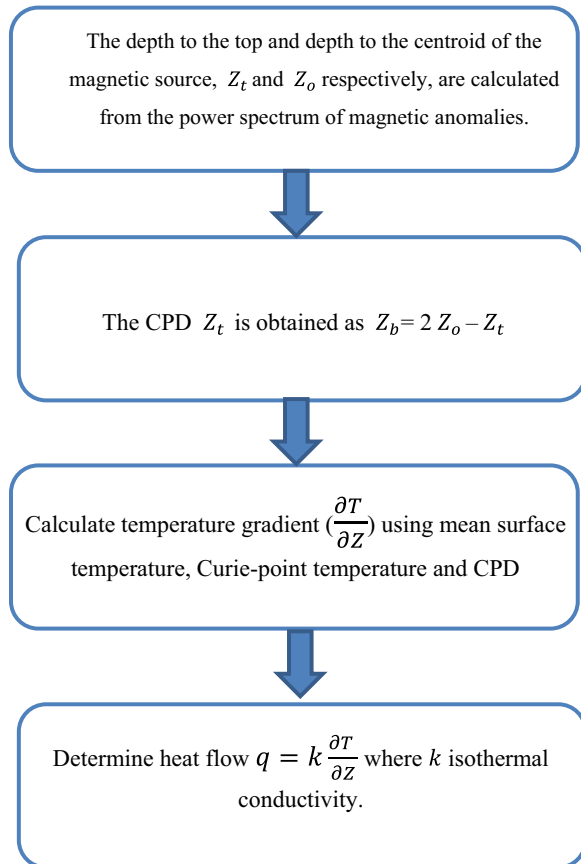 The depth to the top and depth to the centroid of the
magnetic source, Z_t and Z_o respectively, are calculated
from the power spectrum of magnetic anomalies.
The CPD Z_t is obtained as Z_b= 2 Z_o – Z_t
Calculate temperature gradient (∂T/∂Z) using mean surface
temperature, Curie-point temperature and CPD
Determine heat flow q = k ∂T/∂Z where k isothermal
conductivity.